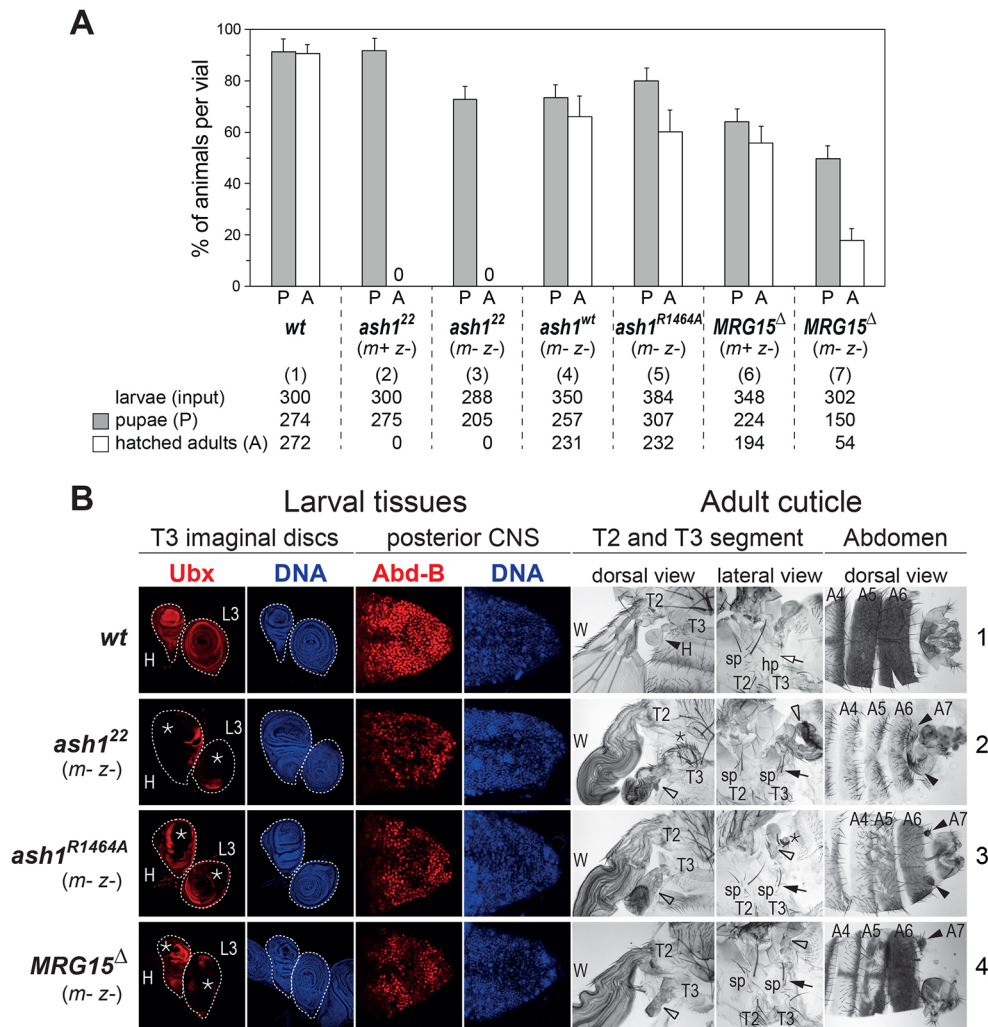 A
% of animals per vial
100
80
60
40
20
0
0
0
P A P A P A P A P A P A P A
wt ash1²² ash1²² ash1ʷᵗ ash1ᴿ¹⁴⁶⁴ᴬ MRG15Δ MRG15Δ
(m+ z-) (m- z-) (m- z-) (m- z-) (m+ z-) (m- z-)
(1) (2) (3) (4) (5) (6) (7)
larvae (input) 300 300 288 350 384 348 302
pupae (P) 274 275 205 257 307 224 150
hatched adults (A) 272 0 0 231 232 194 54
B
Larval tissues Adult cuticle
T3 imaginal discs posterior CNS T2 and T3 segment Abdomen
Ubx DNA Abd-B DNA dorsal view lateral view dorsal view
wt H L3 W T2 T3 H sp hp T2 T3 A4 A5 A6 1
ash1²² (m- z-) H L3 * * W T2 * T3 sp sp T2 T3 A4 A5 A6 A7 2
ash1ᴿ¹⁴⁶⁴ᴬ (m- z-) H L3 * * W T2 T3 * sp sp T2 T3 A4 A5 A6 A7 3
MRG15Δ (m- z-) H L3 * * W T2 T3 sp sp T2 T3 A4 A5 A6 A7 4